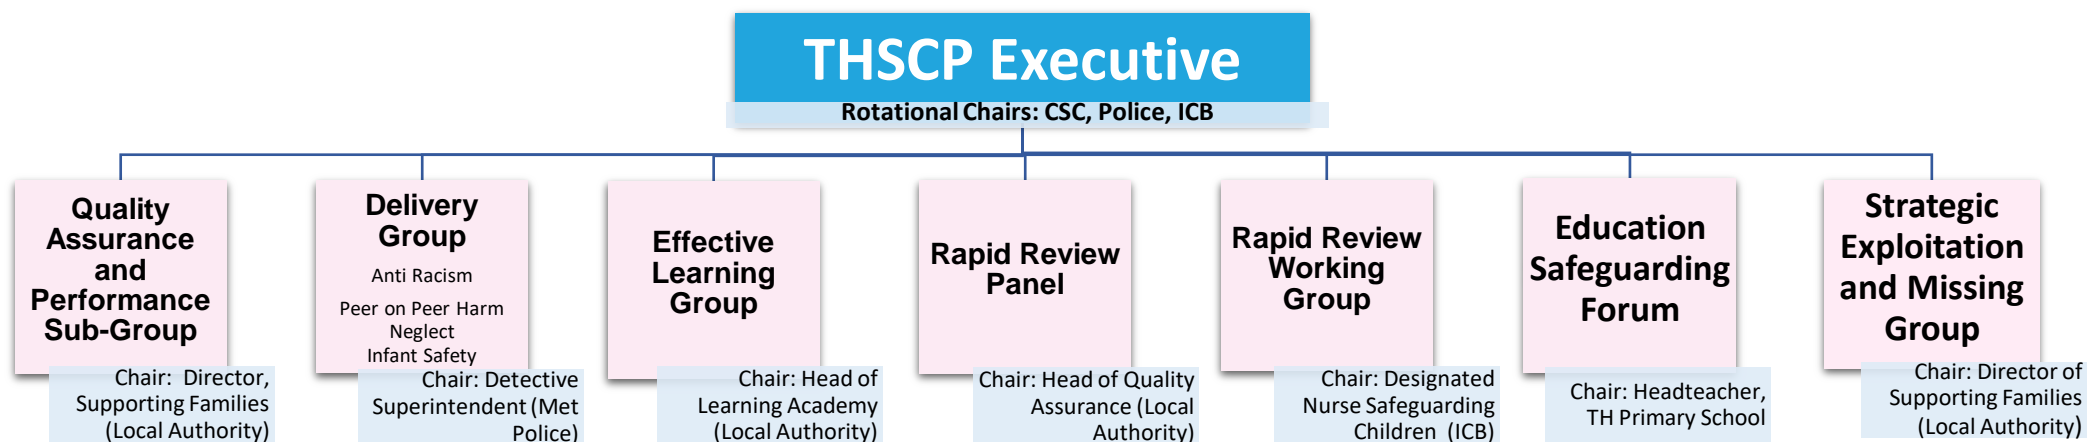 THSCP Executive
Rotational Chairs: CSC, Police, ICB
Quality
Assurance
and
Performance
Sub-Group
Chair: Director,
Supporting Families
(Local Authority)
Delivery
Group
Anti Racism
Peer on Peer Harm
Neglect
Infant Safety
Chair: Detective
Superintendent (Met
Police)
Effective
Learning
Group
Chair: Head of
Learning Academy
(Local Authority)
Rapid Review
Panel
Chair: Head of Quality
Assurance (Local
Authority)
Rapid Review
Working
Group
Chair: Designated
Nurse Safeguarding
Children (ICB)
Education
Safeguarding
Forum
Chair: Headteacher,
TH Primary School
Strategic
Exploitation
and Missing
Group
Chair: Director of
Supporting Families
(Local Authority)